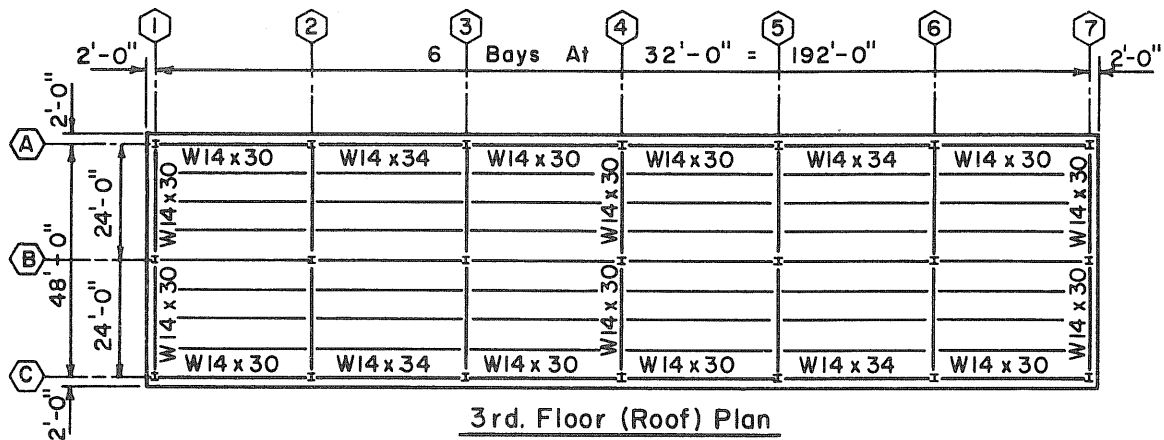 1 2 3 4 5 6 7
2'-0" 6 Bays At 32'-0" = 192'-0" 2'-0"
2'-0"
A
W14 x 30 W14 x 34 W14 x 30 W14 x 30 W14 x 34 W14 x 30
W14 x 30 W14 x 30 W14 x 30
24'-0"
B
48'-0"
24'-0"
W14 x 30 W14 x 30 W14 x 30
W14 x 30 W14 x 34 W14 x 30 W14 x 30 W14 x 34 W14 x 30
C
2'-0"
3rd. Floor (Roof) Plan